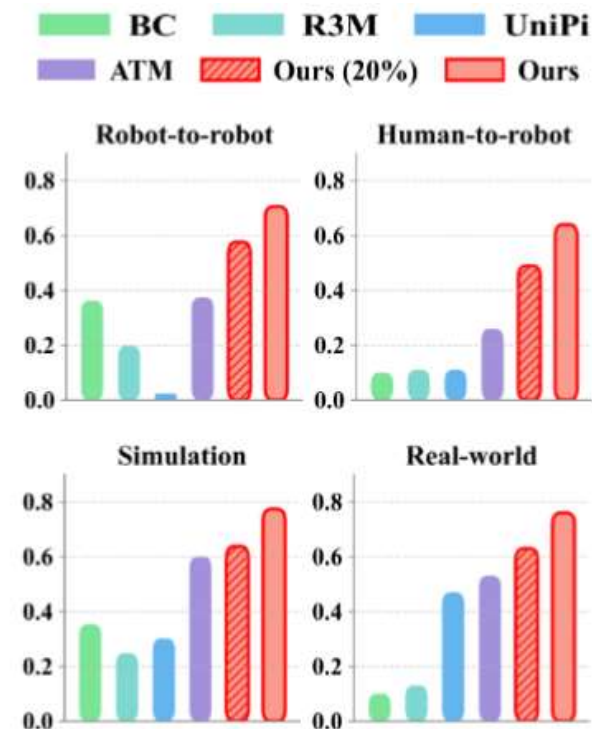 BC R3M UniPi
ATM Ours (20%) Ours
Robot-to-robot Human-to-robot
0.8 0.8
0.6 0.6
0.4 0.4
0.2 0.2
0.0 0.0
Simulation Real-world
0.8 0.8
0.6 0.6
0.4 0.4
0.2 0.2
0.0 0.0